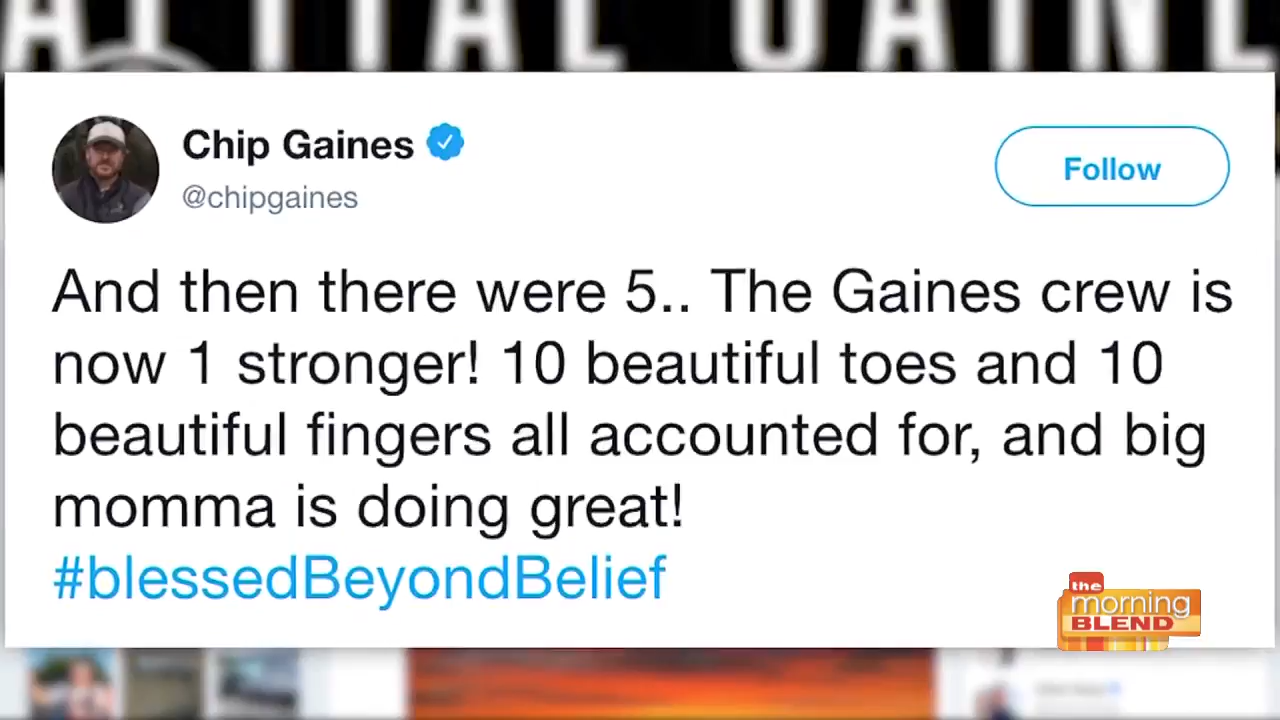 Chip Gaines
@chipgaines
Follow
And then there were 5.. The Gaines crew is
now 1 stronger! 10 beautiful toes and 10
beautiful fingers all accounted for, and big
momma is doing great!
#blessedBeyondBelief
the
morning
BLEND